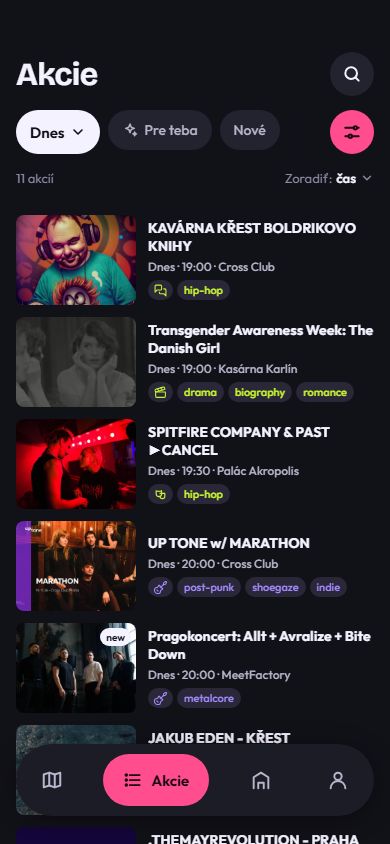 Akcie
Dnes
Pre teba
Nové
11 akcií
Zoradiť: čas
KAVÁRNA KŘEST BOLDRIKOVO
KNIHY
Dnes · 19:00 · Cross Club
hip-hop
Transgender Awareness Week: The
Danish Girl
Dnes · 19:00 · Kasárna Karlín
drama biography romance
SPITFIRE COMPANY & PAST
▶CANCEL
Dnes · 19:30 · Palác Akropolis
hip-hop
MARATHON
UP TONE w/ MARATHON
Dnes · 20:00 · Cross Club
post-punk shoegaze indie
new
Pragokoncert: Allt + Avralize + Bite
Down
Dnes · 20:00 · MeetFactory
metalcore
JAKUB EDEN - KŘEST
Akcie
.THEMAYREVOLUTION - PRAHA